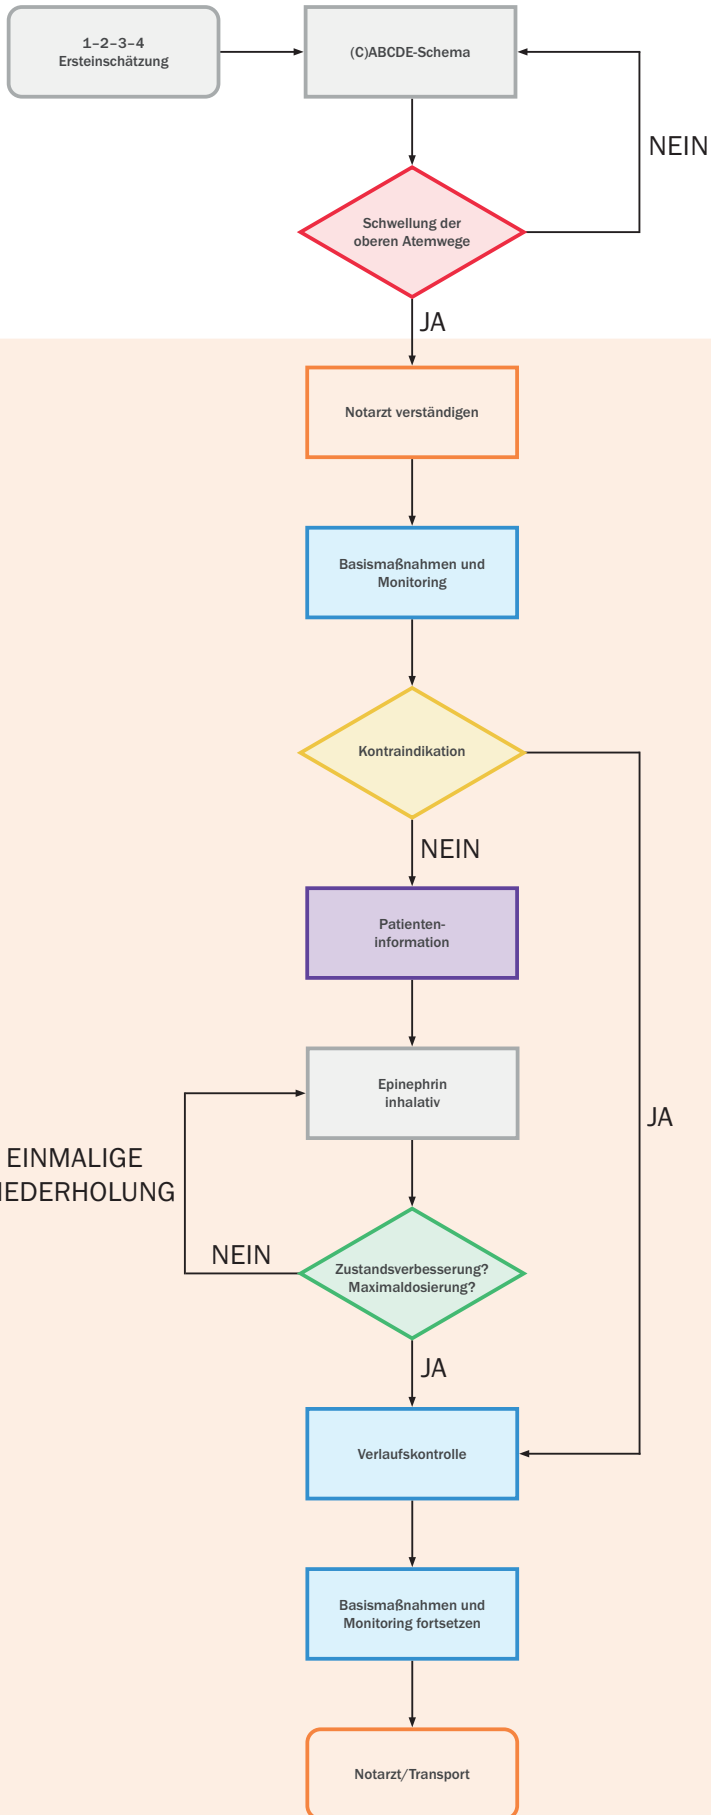 1–2–3–4
Ersteinschätzung
(C)ABCDE-Schema
NEIN
Schwellung der
oberen Atemwege
JA
Notarzt verständigen
Basismaßnahmen und
Monitoring
Kontraindikation
NEIN
Patienten-
information
Epinephrin
inhalativ
JA
EINMALIGE
IEDERHOLUNG
NEIN
Zustandsverbesserung?
Maximaldosierung?
JA
Verlaufskontrolle
Basismaßnahmen und
Monitoring fortsetzen
Notarzt/Transport